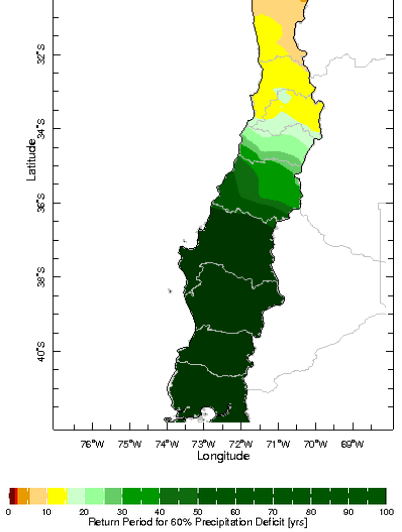 32°S
34°S
36°S
38°S
40°S
Latitude
76°W 75°W 74°W 73°W 72°W 71°W 70°W 69°W
Longitude
0 10 20 30 40 50 60 70 80 90 100
Return Period for 60% Precipitation Deficit [yrs]